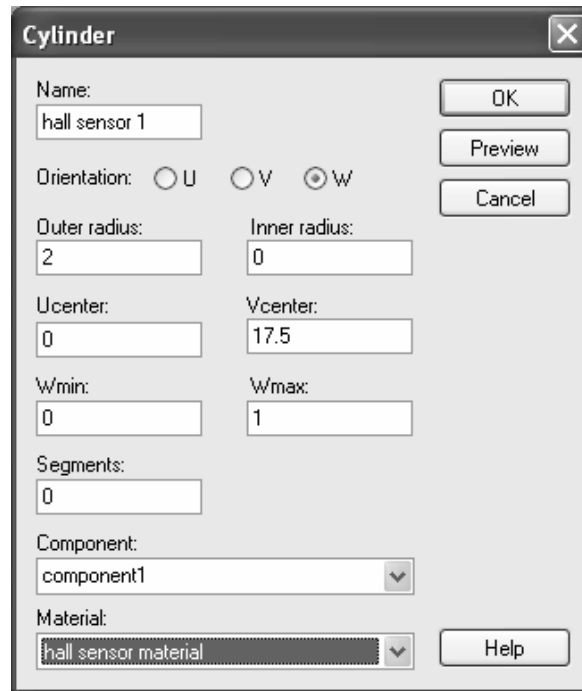 Cylinder
Name:
OK
hall sensor 1
Preview
Orientation: U V W
Cancel
Outer radius: Inner radius:
2 0
Ucenter: Vcenter:
0 17.5
Wmin: Wmax:
0 1
Segments:
0
Component:
component1
Material:
hall sensor material Help